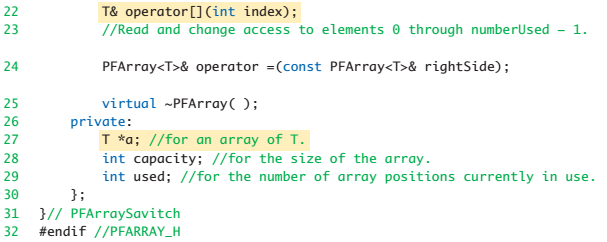 22 T& operator[](int index);
23 //Read and change access to elements 0 through numberUsed – 1.
24 PFArray<T>& operator =(const PFArray<T>& rightSide);
25 virtual ~PFArray( );
26 private:
27 T *a; //for an array of T.
28 int capacity; //for the size of the array.
29 int used; //for the number of array positions currently in use.
30 };
31 }// PFArraySavitch
32 #endif //PFARRAY_H